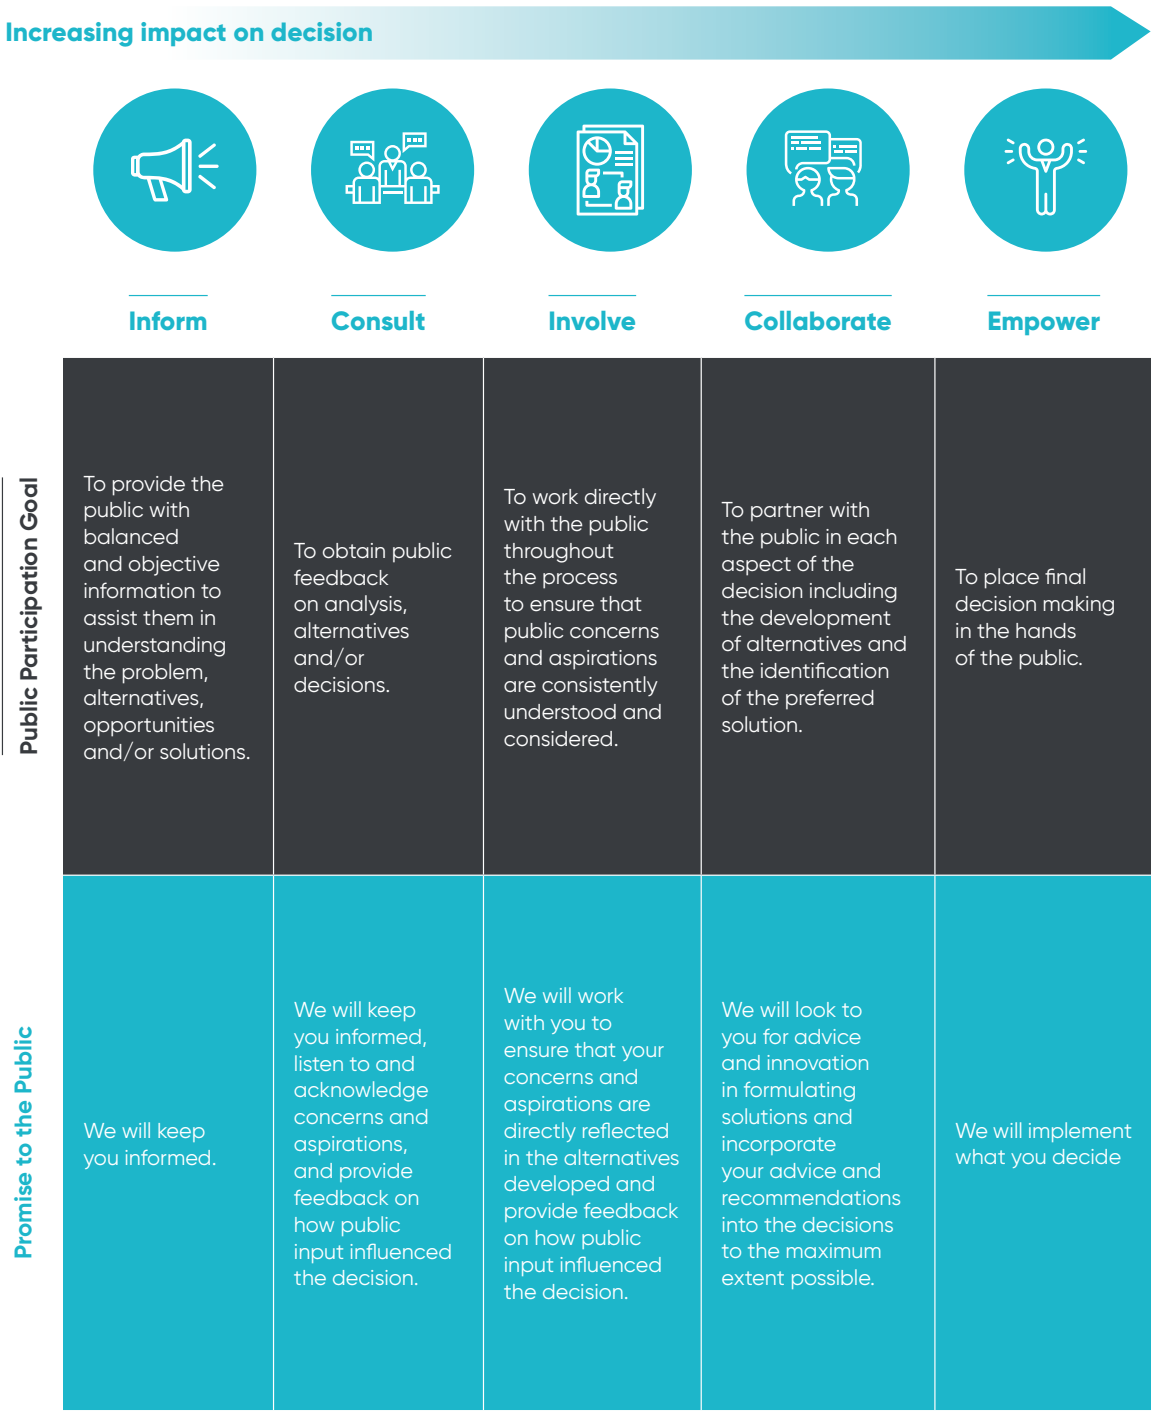 Increasing impact on decision
Inform
Consult
Involve
Collaborate
Empower
Public Participation Goal
To provide the
public with
balanced
and objective
information to
assist them in
understanding
the problem,
alternatives,
opportunities
and/or solutions.
To obtain public
feedback
on analysis,
alternatives
and/or
decisions.
To work directly
with the public
throughout
the process
to ensure that
public concerns
and aspirations
are consistently
understood and
considered.
To partner with
the public in each
aspect of the
decision including
the development
of alternatives and
the identification
of the preferred
solution.
To place final
decision making
in the hands
of the public.
Promise to the Public
We will keep
you informed.
We will keep
you informed,
listen to and
acknowledge
concerns and
aspirations,
and provide
feedback on
how public
input influenced
the decision.
We will work
with you to
ensure that your
concerns and
aspirations are
directly reflected
in the alternatives
developed and
provide feedback
on how public
input influenced
the decision.
We will look to
you for advice
and innovation
in formulating
solutions and
incorporate
your advice and
recommendations
into the decisions
to the maximum
extent possible.
We will implement
what you decide